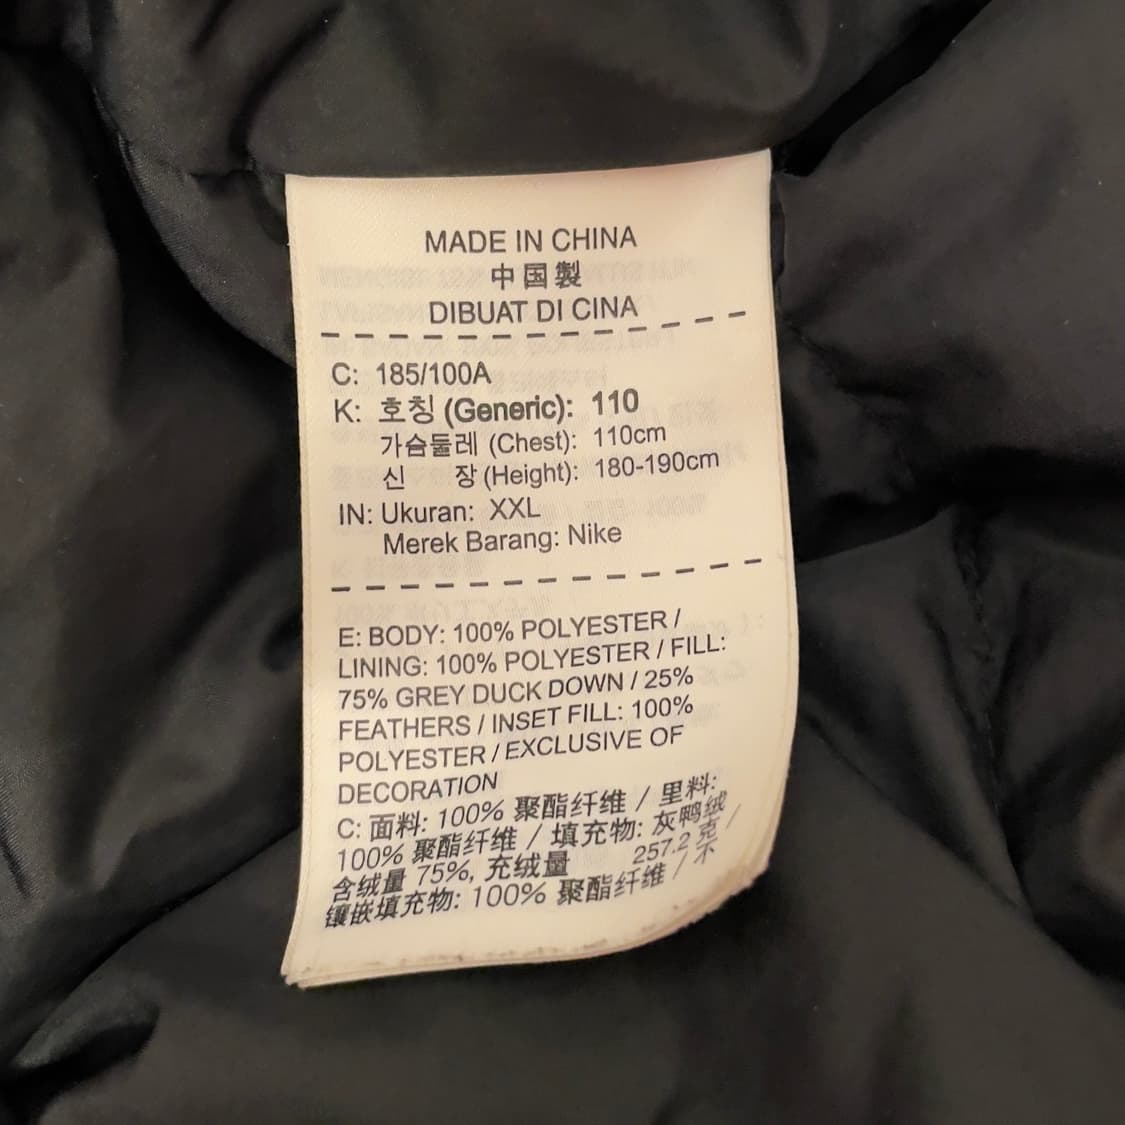 MADE IN CHINA
中国製
DIBUAT DI CINA
C: 185/100A
K: 호칭 (Generic): 110
가슴둘레 (Chest): 110cm
신 장 (Height): 180-190cm
IN: Ukuran: XXL
Merek Barang: Nike
E: BODY: 100% POLYESTER /
LINING: 100% POLYESTER / FILL:
75% GREY DUCK DOWN / 25%
FEATHERS / INSET FILL: 100%
POLYESTER / EXCLUSIVE OF
DECORATION
C: 面料: 100% 聚酯纤维 / 里料:
100% 聚酯纤维 / 填充物: 灰鸭绒
含绒量 75%, 充绒量 257.2 克 /
镶嵌填充物: 100% 聚酯纤维 / 不